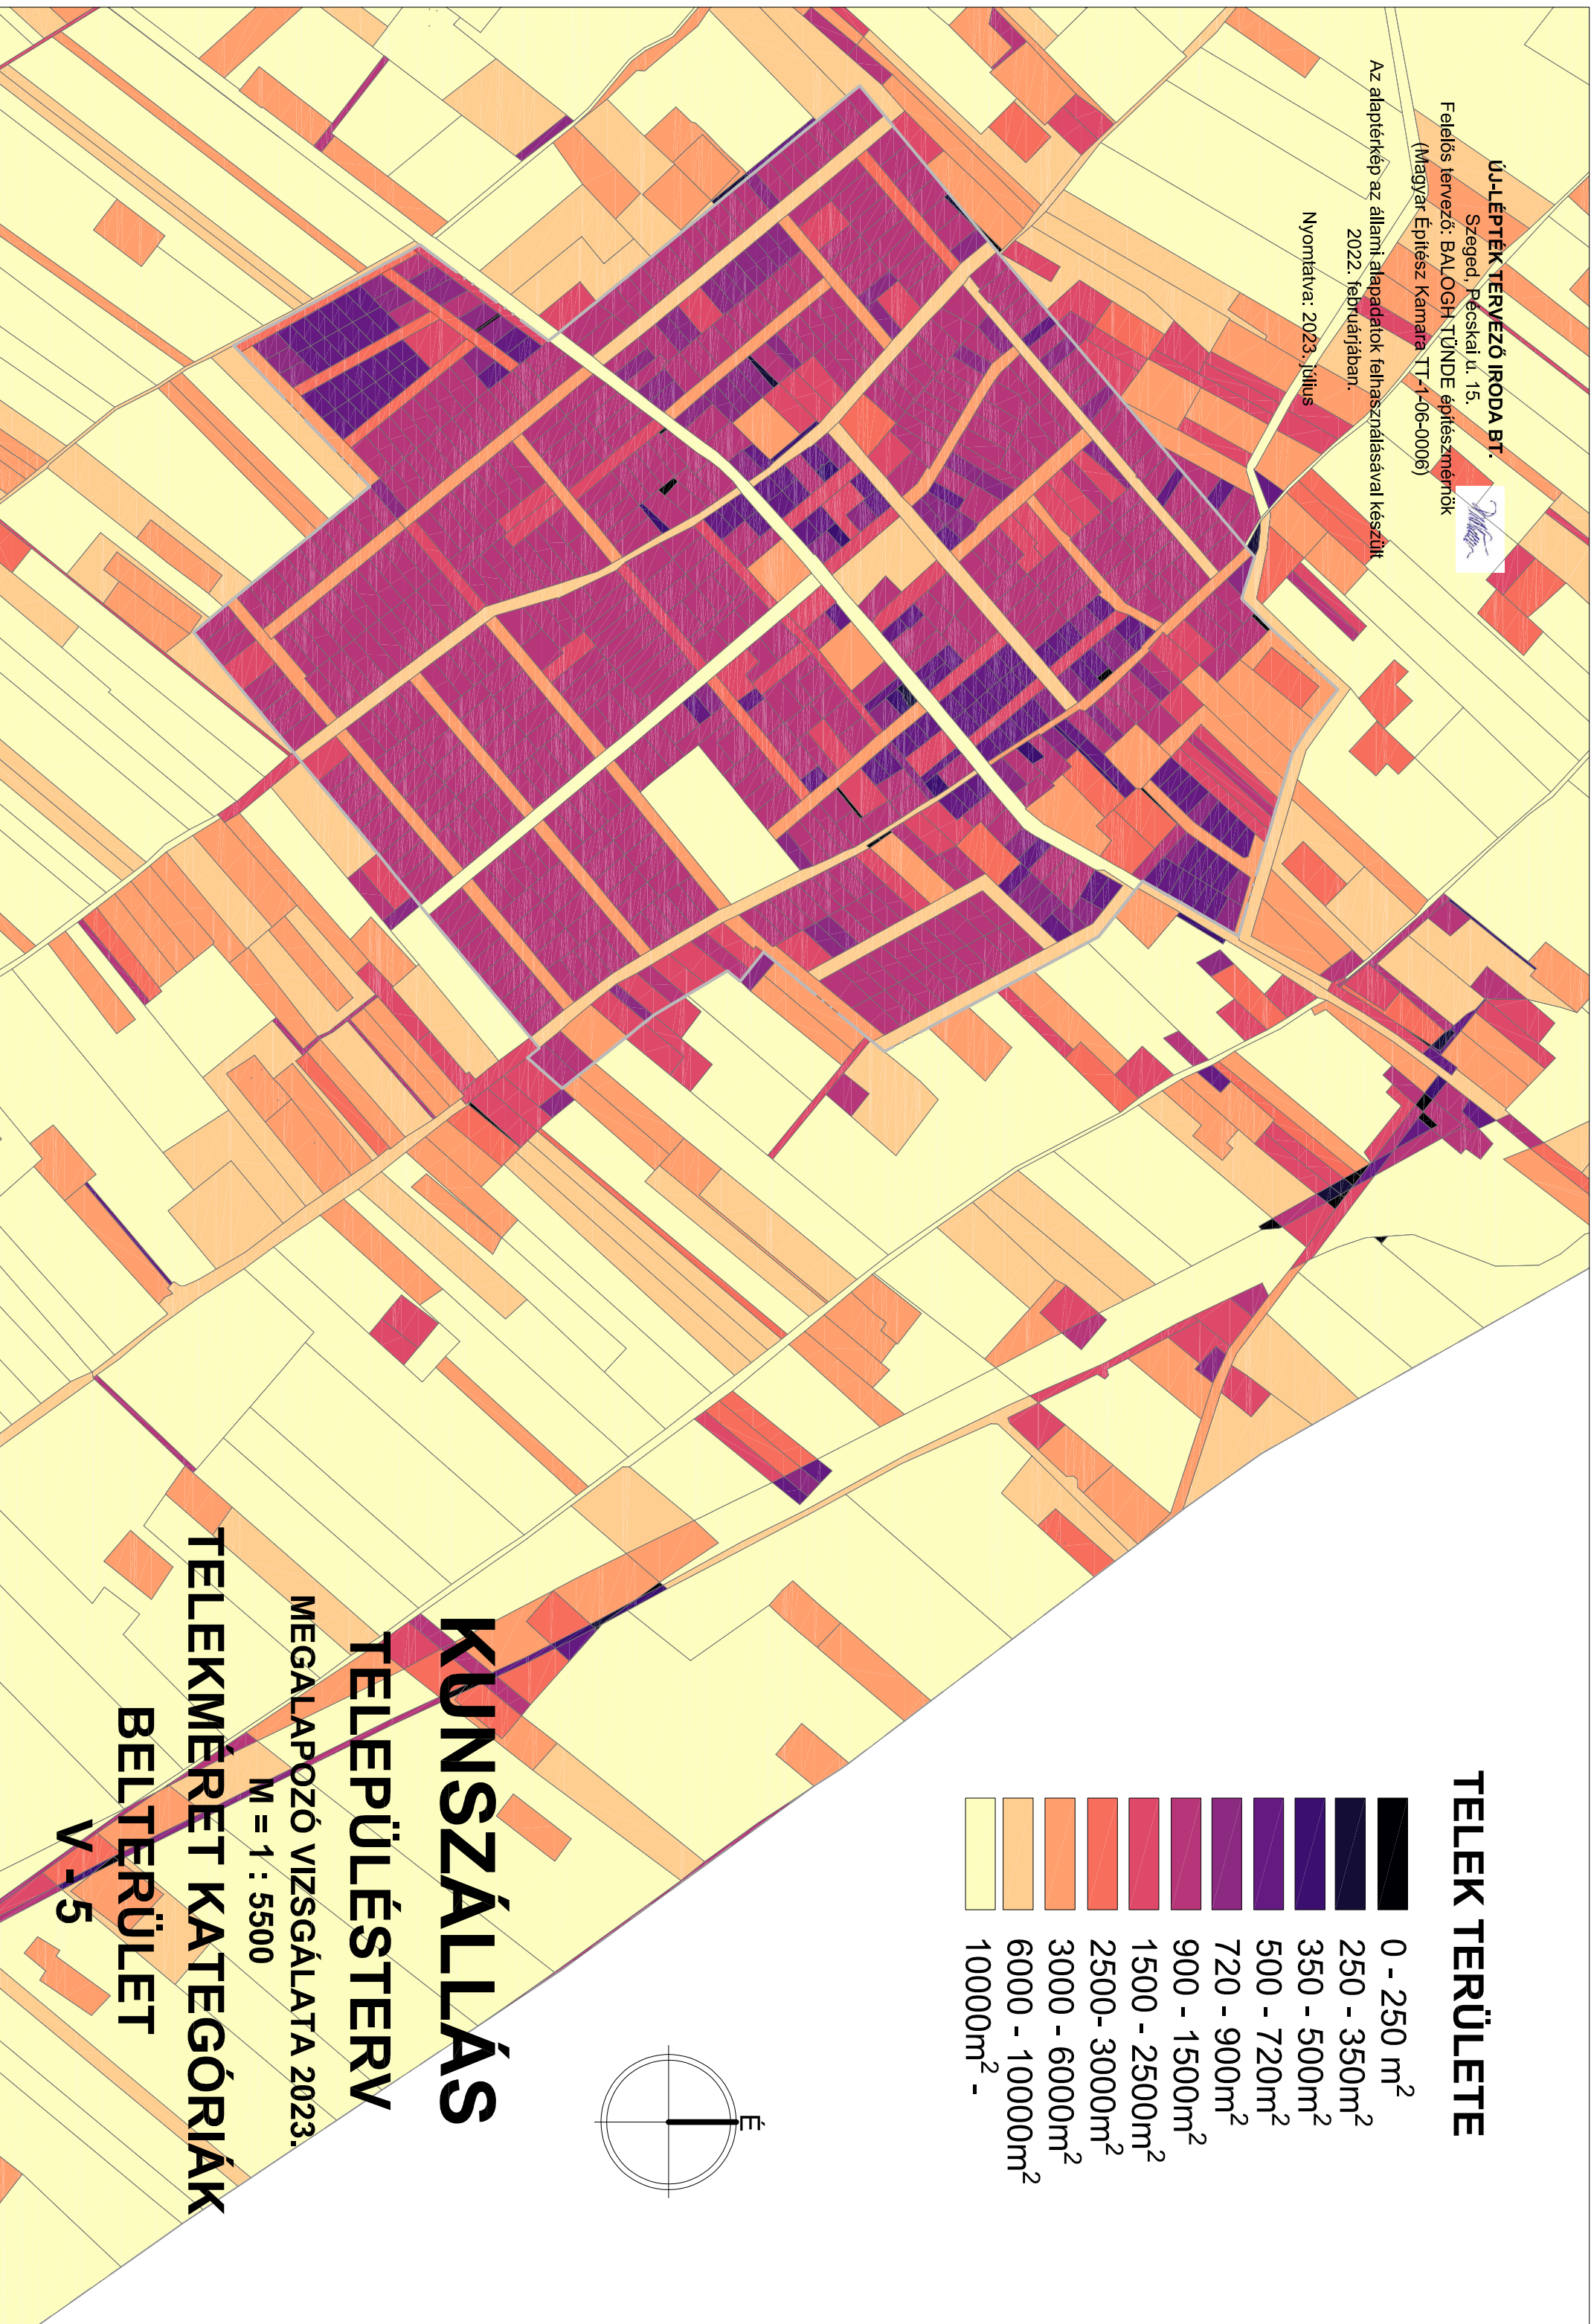 ÚJ-LÉPTÉK TERVEZŐ IRODA BT.
Szeged, Pécskai u. 15.
Felelős tervező: BALOGH TÜNDE építészmérnök
(Magyar Építész Kamara TT-1-06-0006)
Az alaptérkép az állami alapadatok felhasználásával készült
2022. februárjában.
Nyomtatva: 2023. július
TELEK TERÜLETE
0 - 250 m²
250 - 350m²
350 - 500m²
500 - 720m²
720 - 900m²
900 - 1500m²
1500 - 2500m²
2500- 3000m²
3000 - 6000m²
6000 - 10000m²
10000m² -
É
KUNSZÁLLÁS
TELEPÜLÉSTERV
MEGALAPOZÓ VIZSGÁLATA 2023.
M = 1 : 5500
TELEKMÉRET KATEGÓRIÁK
BELTERÜLET
V - 5